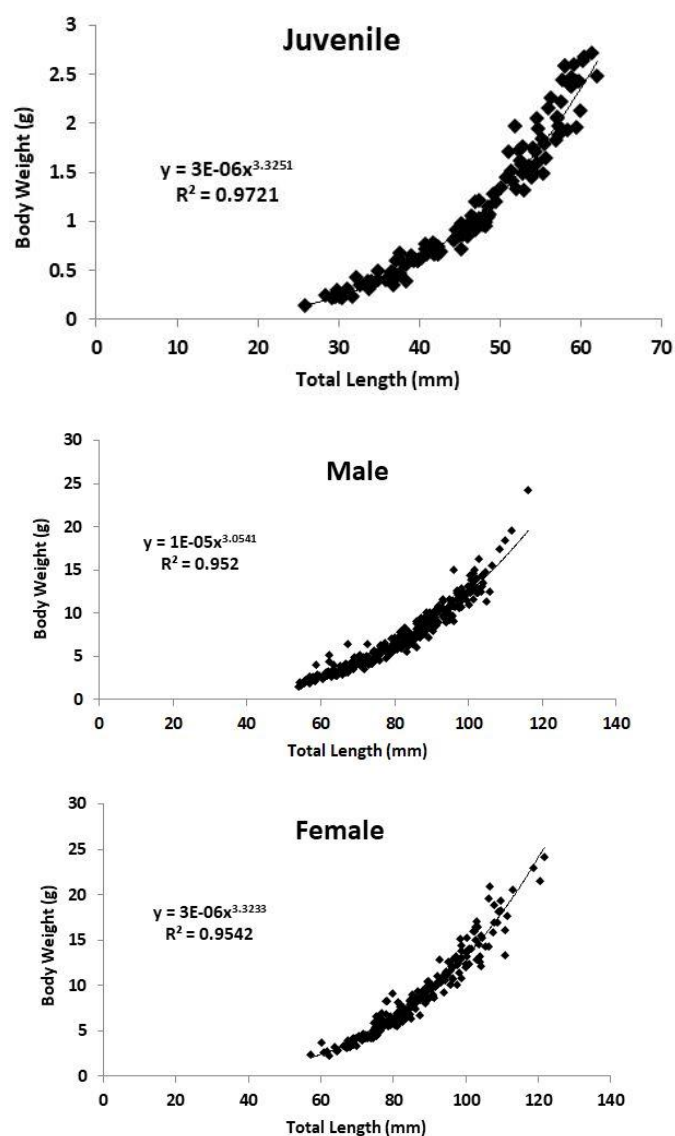 Juvenile
3
2.5
2
1.5
1
0.5
0
Body Weight (g)
y = 3E-06x^3.3251
R² = 0.9721
0 10 20 30 40 50 60 70
Total Length (mm)
Male
30
25
20
15
10
5
0
Body Weight (g)
y = 1E-05x^3.0541
R² = 0.952
0 20 40 60 80 100 120 140
Total Length (mm)
Female
30
25
20
15
10
5
0
Body Weight (g)
y = 3E-06x^3.3233
R² = 0.9542
0 20 40 60 80 100 120 140
Total Length (mm)